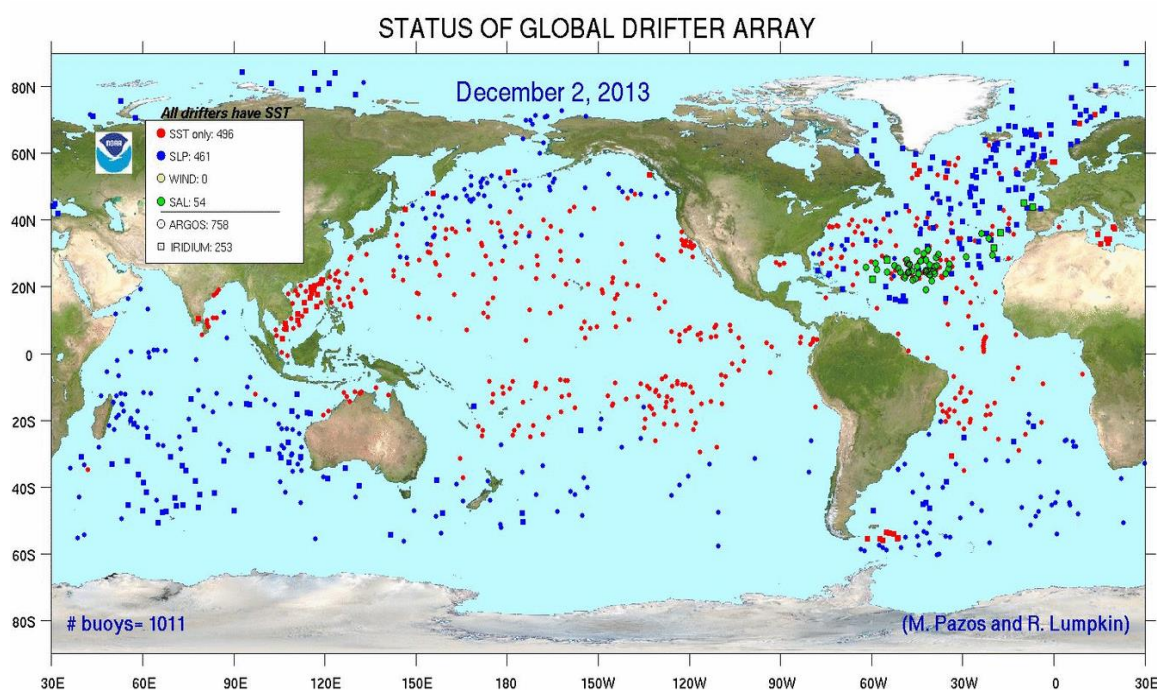 STATUS OF GLOBAL DRIFTER ARRAY
80N
60N
40N
20N
0
20S
40S
60S
80S
December 2, 2013
All drifters have SST
NOAA
SST only: 496
SLP: 461
WIND: 0
SAL: 54
ARGOS: 758
IRIDIUM: 253
# buoys= 1011
(M. Pazos and R. Lumpkin)
30E 60E 90E 120E 150E 180 150W 120W 90W 60W 30W 0 30E